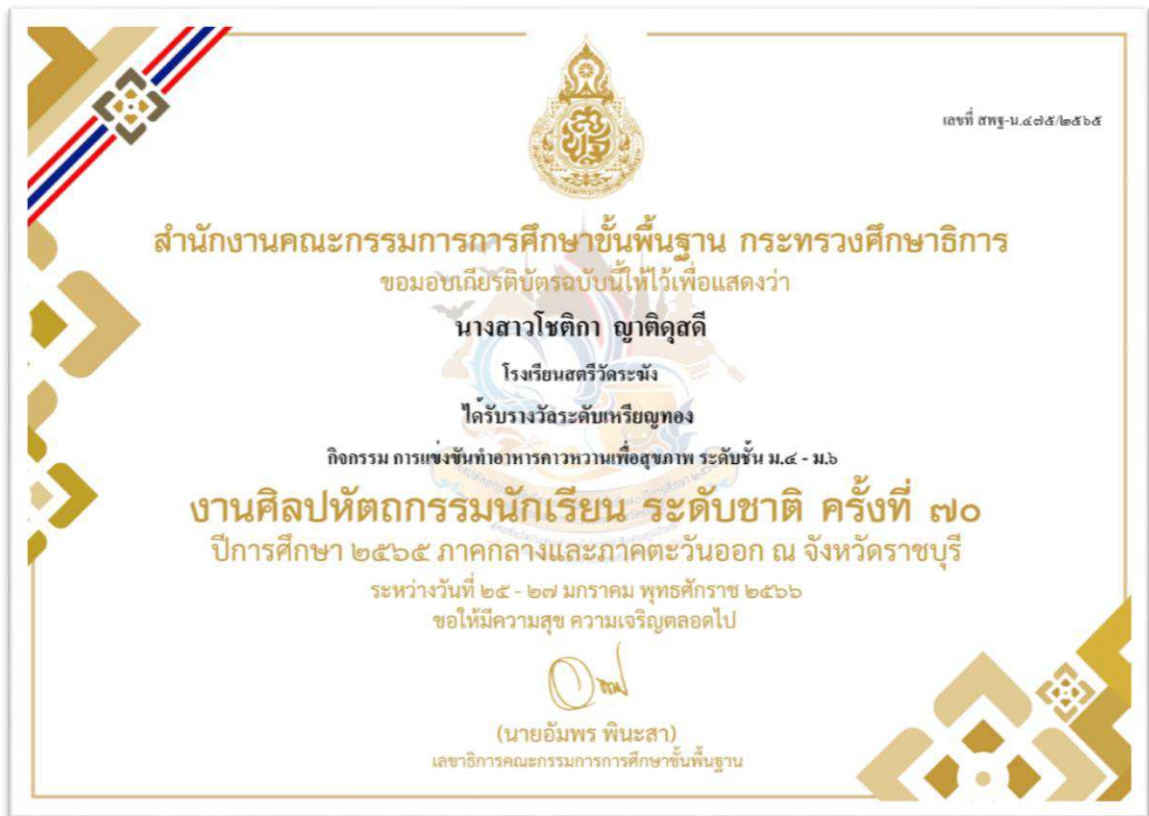 เลขที่ สพฐ-น.๔๗๕/๒๕๖๕
สำนักงานคณะกรรมการการศึกษาขั้นพื้นฐาน กระทรวงศึกษาธิการ
ขอมอบเกียรติบัตรฉบับนี้ให้ไว้เพื่อแสดงว่า
นางสาวโชติกา ญาติดุสดี
โรงเรียนสตรีวัดระฆัง
ได้รับรางวัลระดับเหรียญทอง
กิจกรรม การแข่งขันทำอาหารคาวหวานเพื่อสุขภาพ ระดับชั้น ม.๔ - ม.๖
งานศิลปหัตถกรรมนักเรียน ระดับชาติ ครั้งที่ ๗๐
ปีการศึกษา ๒๕๖๕ ภาคกลางและภาคตะวันออก ณ จังหวัดราชบุรี
ระหว่างวันที่ ๒๕ - ๒๗ มกราคม พุทธศักราช ๒๕๖๖
ขอให้มีความสุข ความเจริญตลอดไป
(นายอัมพร พินะสา)
เลขาธิการคณะกรรมการการศึกษาขั้นพื้นฐาน